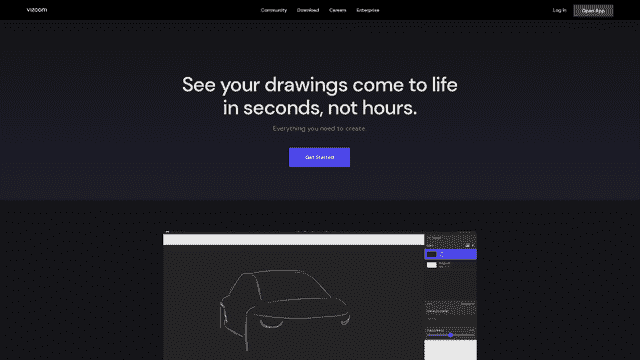 VIZCOM
Community Download Careers Enterprise
Log in Open App
See your drawings come to life
in seconds, not hours.
Everything you need to create
Get Started